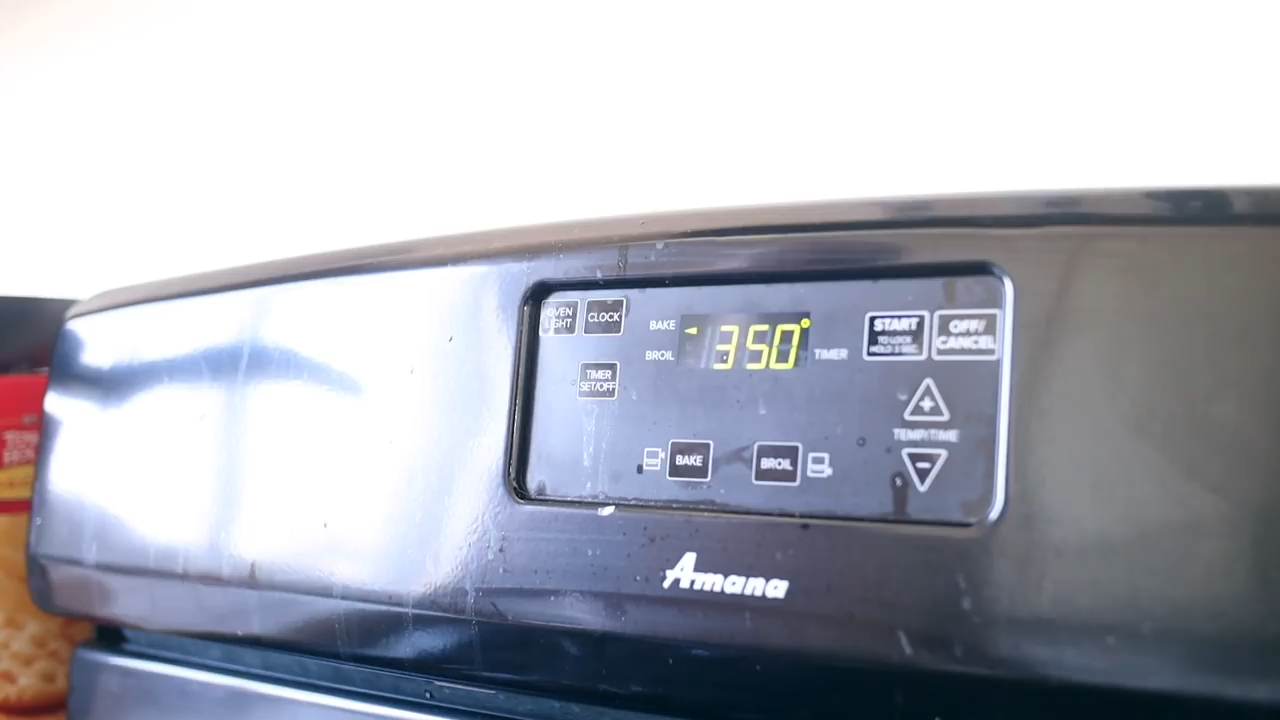 OVEN
LIGHT
CLOCK
TIMER
SET/OFF
BAKE
BROIL
350°
TIMER
START
TO LOCK
HOLD 3 SEC.
OFF/
CANCEL
+
TEMP/TIME
-
BAKE
BROIL
Amana